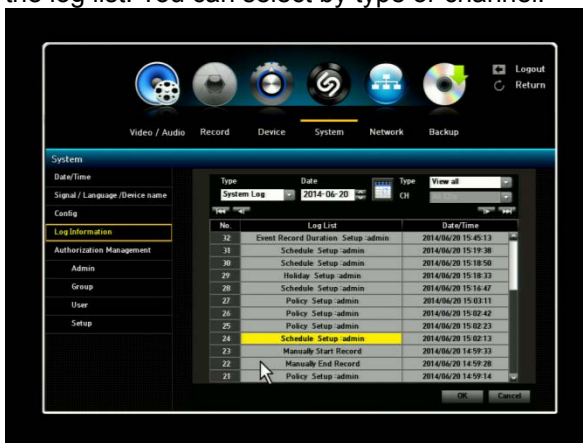 the log list. You can select by type or channel.
Logout
Return
Video / Audio Record Device System Network Backup
System
Date/Time
Signal / Language /Device name
Config
Log Information
Authorization Management
Admin
Group
User
Setup
Type Date Type View all
System Log 2014-06-20 CH
No. Log List Date/Time
32 Event Record Duration Setup :admin 2014/06/20 15:45:13
31 Schedule Setup :admin 2014/06/20 15:19:38
30 Schedule Setup :admin 2014/06/20 15:18:50
29 Holiday Setup :admin 2014/06/20 15:18:33
28 Schedule Setup :admin 2014/06/20 15:16:47
27 Policy Setup :admin 2014/06/20 15:03:11
26 Policy Setup :admin 2014/06/20 15:02:42
25 Policy Setup :admin 2014/06/20 15:02:23
24 Schedule Setup :admin 2014/06/20 15:02:13
23 Manually Start Record 2014/06/20 14:59:33
22 Manually End Record 2014/06/20 14:59:28
21 Policy Setup :admin 2014/06/20 14:59:14
OK Cancel